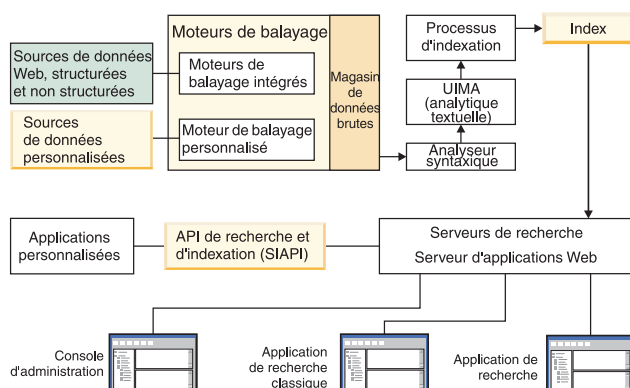 Moteurs de balayage
Sources de données
Web, structurées
et non structurées
Moteurs de
balayage intégrés
Sources
de données
personnalisées
Moteur de balayage
personnalisé
Magasin
de
données
brutes
Processus
d'indexation
Index
UIMA
(analytique
textuelle)
Analyseur
syntaxique
Applications
personnalisées
API de recherche et
d'indexation (SIAPI)
Serveurs de recherche
Serveur d'applications Web
Console
d'administration
Application
de recherche
classique
Application de
recherche